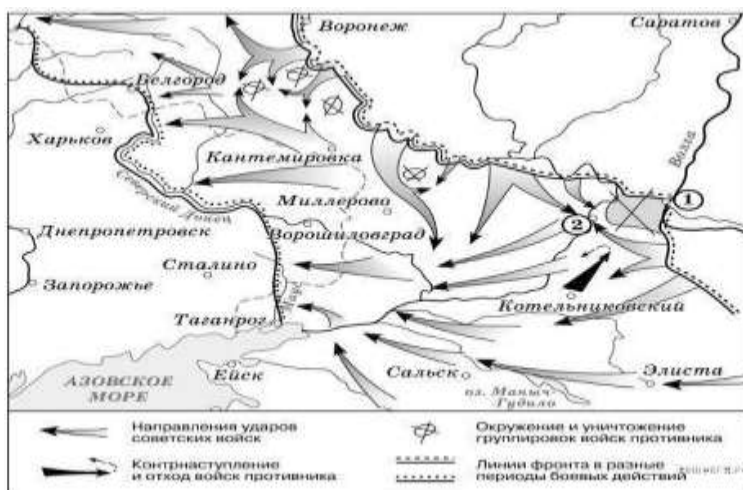 Воронеж
Саратов
Белгород
Волга
Харьков
Кантемировка
Северский Донец
Миллерово
1
2
Днепропетровск
Ворошиловград
Сталино
Запорожье
Котельниковский
Таганрог
АЗОВСКОЕ
МОРЕ
Ейск
Сальск
Элиста
оз. Маныч-
Гудило
Направления ударов
советских войск
Окружение и уничтожение
группировок войск противника
Контрнаступление
и отход войск противника
Линии фронта в разные
периоды боевых действий